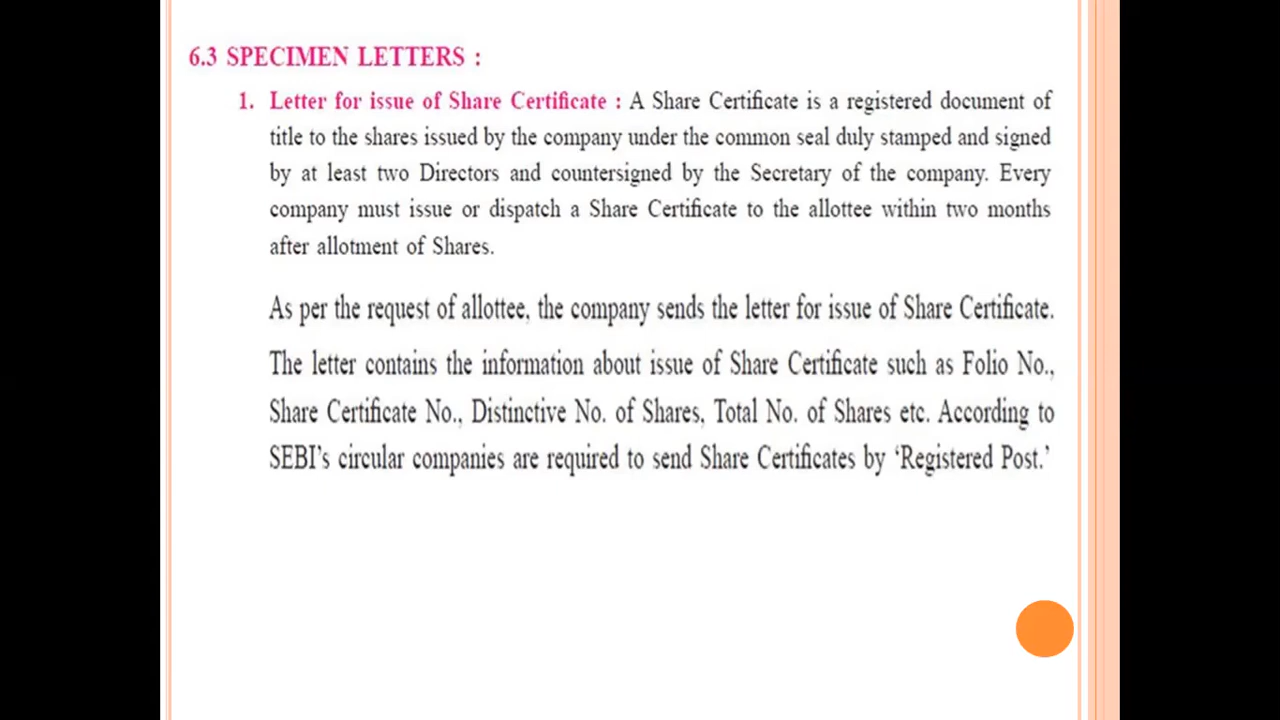 6.3 SPECIMEN LETTERS :
1. Letter for issue of Share Certificate : A Share Certificate is a registered document of
title to the shares issued by the company under the common seal duly stamped and signed
by at least two Directors and countersigned by the Secretary of the company. Every
company must issue or dispatch a Share Certificate to the allottee within two months
after allotment of Shares.
As per the request of allottee, the company sends the letter for issue of Share Certificate.
The letter contains the information about issue of Share Certificate such as Folio No.,
Share Certificate No., Distinctive No. of Shares, Total No. of Shares etc. According to
SEBI's circular companies are required to send Share Certificates by ‘Registered Post.’